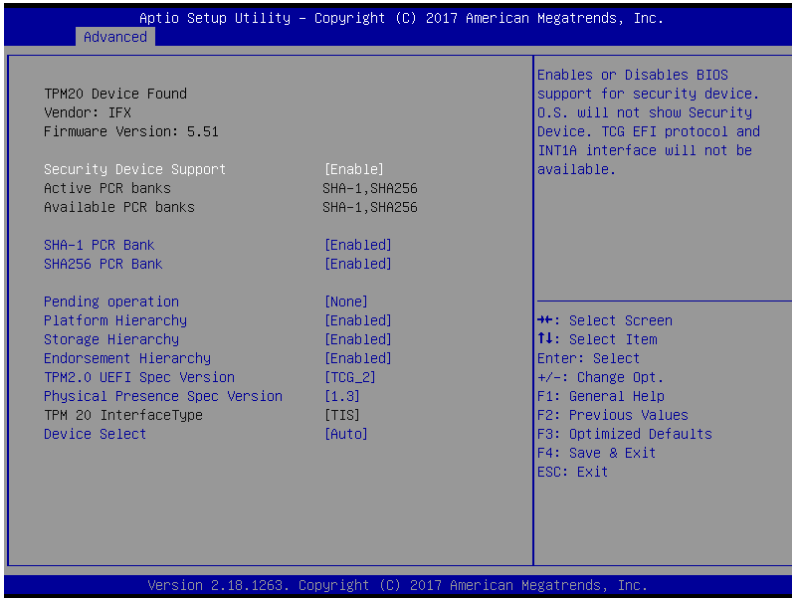 Aptio Setup Utility – Copyright (C) 2017 American Megatrends, Inc.
Advanced
TPM20 Device Found
Vendor: IFX
Firmware Version: 5.51
Security Device Support [Enable]
Active PCR banks SHA-1,SHA256
Available PCR banks SHA-1,SHA256
SHA-1 PCR Bank [Enabled]
SHA256 PCR Bank [Enabled]
Pending operation [None]
Platform Hierarchy [Enabled]
Storage Hierarchy [Enabled]
Endorsement Hierarchy [Enabled]
TPM2.0 UEFI Spec Version [TCG_2]
Physical Presence Spec Version [1.3]
TPM 20 InterfaceType [TIS]
Device Select [Auto]
Enables or Disables BIOS
support for security device.
O.S. will not show Security
Device. TCG EFI protocol and
INT1A interface will not be
available.
→←: Select Screen
↑↓: Select Item
Enter: Select
+/-: Change Opt.
F1: General Help
F2: Previous Values
F3: Optimized Defaults
F4: Save & Exit
ESC: Exit
Version 2.18.1263. Copyright (C) 2017 American Megatrends, Inc.